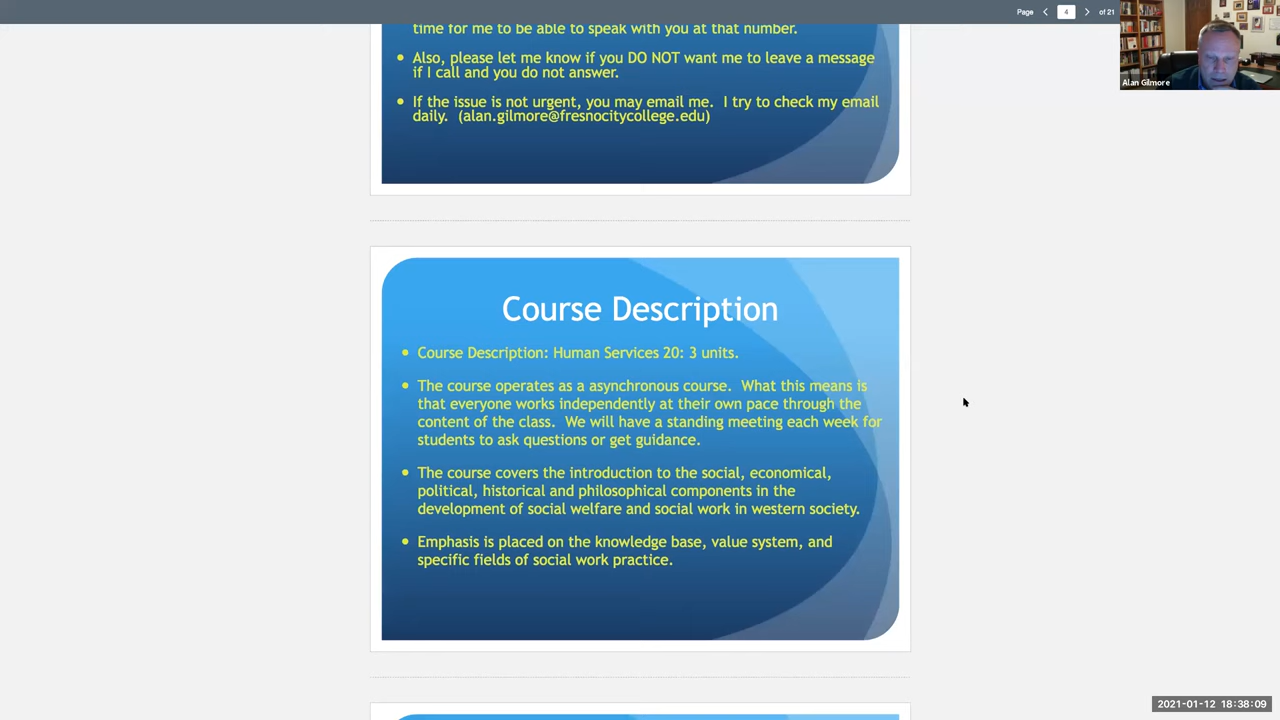 Page 4 of 21
Alan Gilmore
time for me to be able to speak with you at that number.
• Also, please let me know if you DO NOT want me to leave a message
if I call and you do not answer.
• If the issue is not urgent, you may email me.  I try to check my email
daily.  (alan.gilmore@fresnocitycollege.edu)
Course Description
• Course Description: Human Services 20: 3 units.
• The course operates as a asynchronous course.  What this means is
that everyone works independently at their own pace through the
content of the class.  We will have a standing meeting each week for
students to ask questions or get guidance.
• The course covers the introduction to the social, economical,
political, historical and philosophical components in the
development of social welfare and social work in western society.
• Emphasis is placed on the knowledge base, value system, and
specific fields of social work practice.
2021-01-12 18:38:09